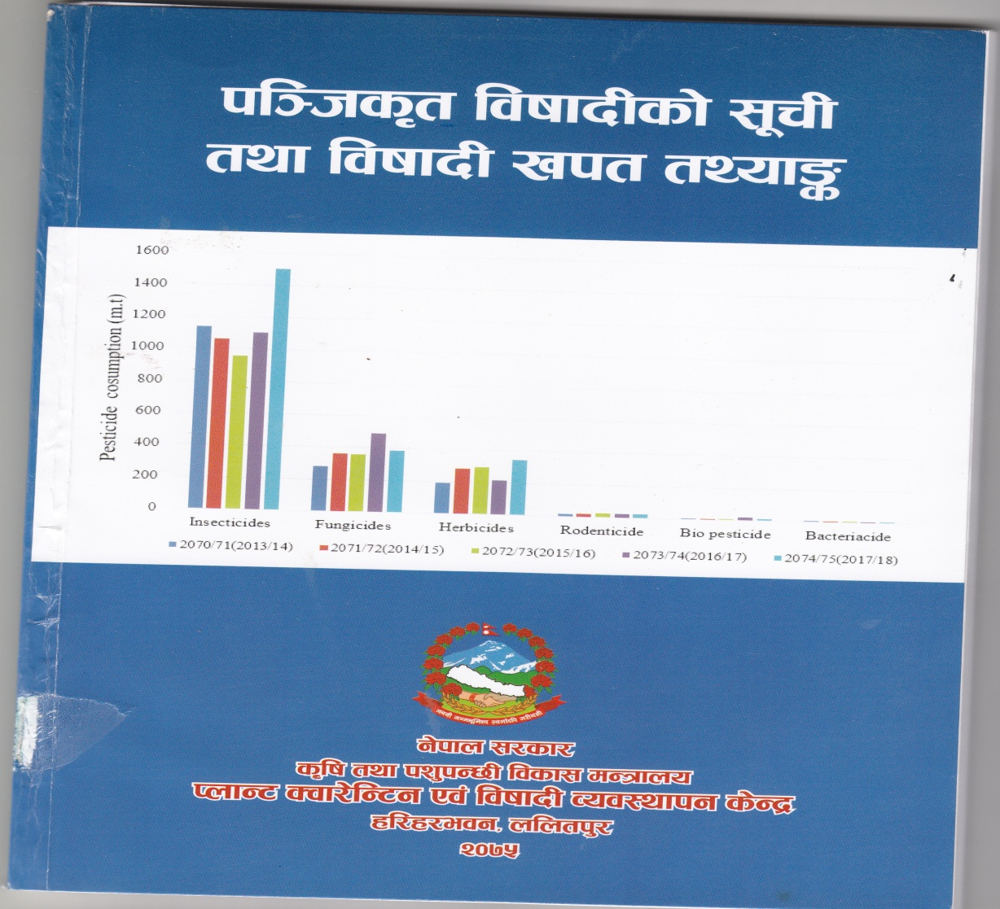 पञ्जिकृत विषादीको सूची
तथा विषादी खपत तथ्याङ्क
1600
1400
1200
1000
800
600
400
200
0
Pesticide cosumption (m.t)
Insecticides Fungicides Herbicides Rodenticide Bio pesticide Bacteriacide
2070/71(2013/14) 2071/72(2014/15) 2072/73(2015/16) 2073/74(2016/17) 2074/75(2017/18)
जननी जन्मभूमिश्च स्वर्गादपि गरीयसी
नेपाल सरकार
कृषि तथा पशुपन्छी विकास मन्त्रालय
प्लान्ट क्वारेन्टिन एवं विषादी व्यवस्थापन केन्द्र
हरिहरभवन, ललितपुर
२०७५